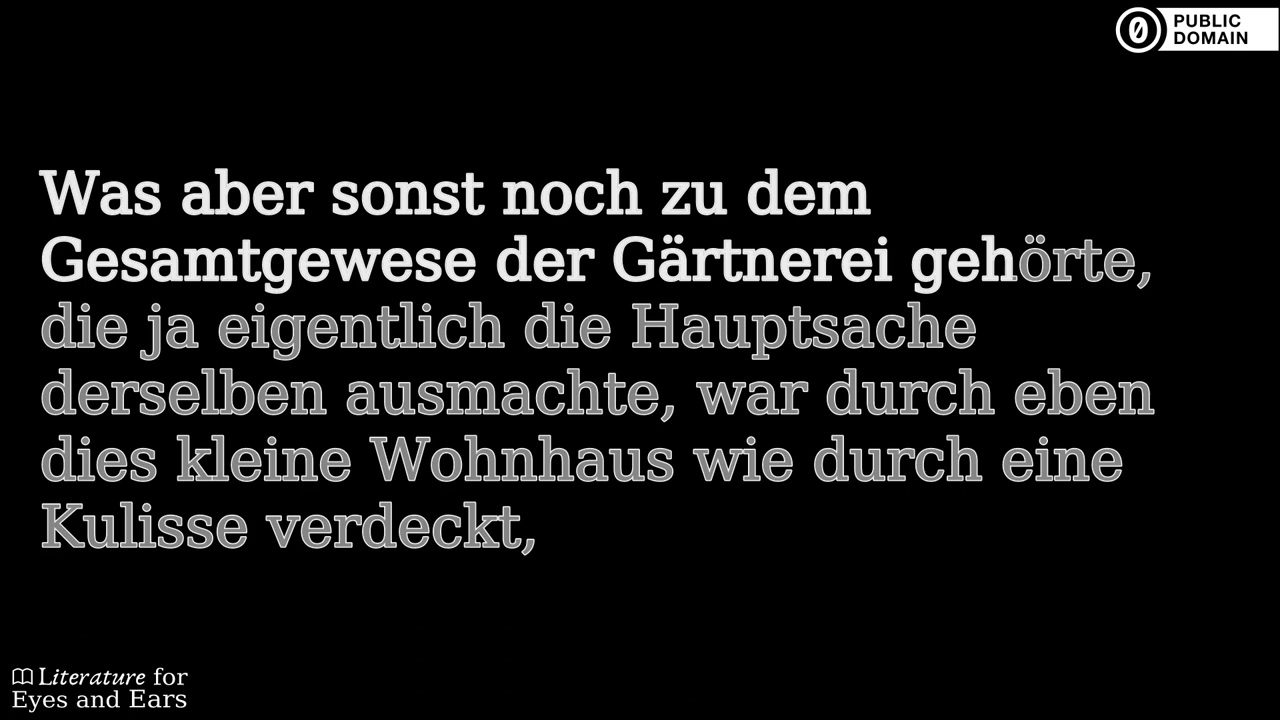 PUBLIC
DOMAIN
Was aber sonst noch zu dem
Gesamtgewese der Gärtnerei gehörte,
die ja eigentlich die Hauptsache
derselben ausmachte, war durch eben
dies kleine Wohnhaus wie durch eine
Kulisse verdeckt,
Literature for
Eyes and Ears